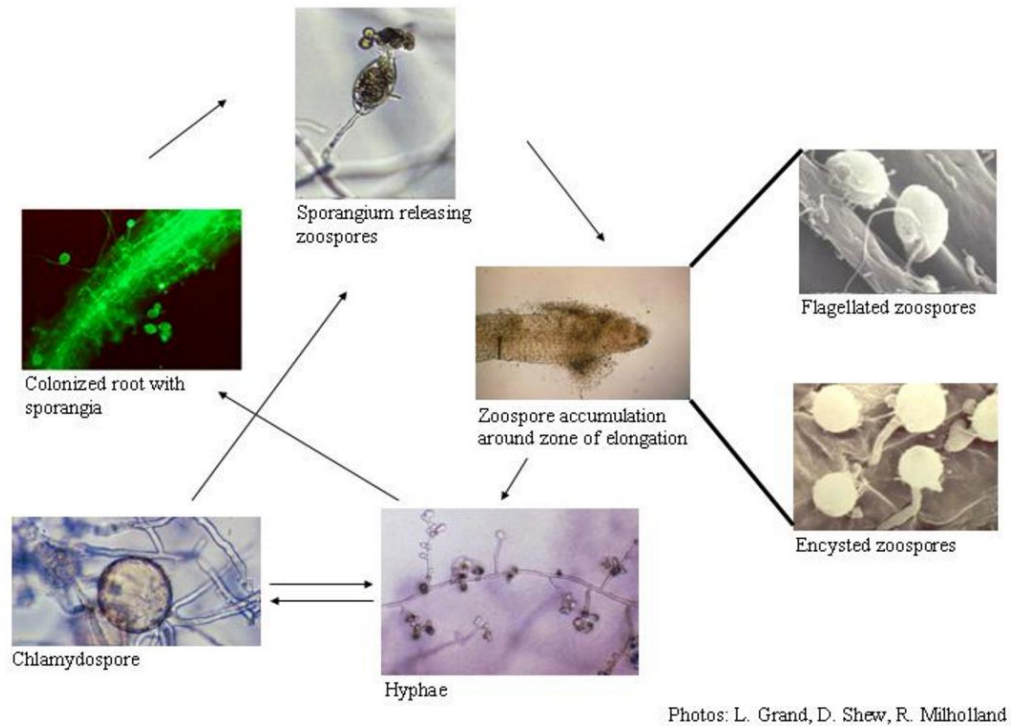 Sporangium releasing
zoospores
Flagellated zoospores
Colonized root with
sporangia
Zoospore accumulation
around zone of elongation
Encysted zoospores
Chlamydospore
Hyphae
Photos: L. Grand, D. Shew, R. Milholland